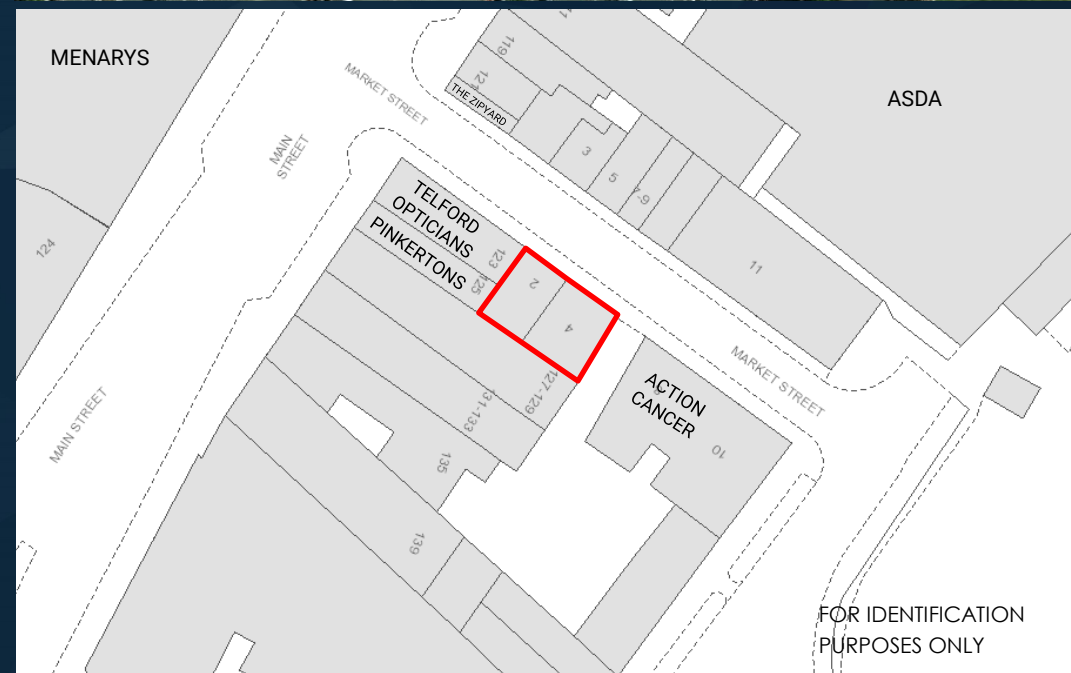 MENARYS
11
119
THE ZIPYARD
MARKET STREET
ASDA
MAIN
STREET
3
5
7-9
124
TELFORD
OPTICIANS
123
PINKERTONS
125
2
4
11
MARKET STREET
ACTION
CANCER
10
127-129
131-133
MAIN STREET
135
139
FOR IDENTIFICATION
PURPOSES ONLY